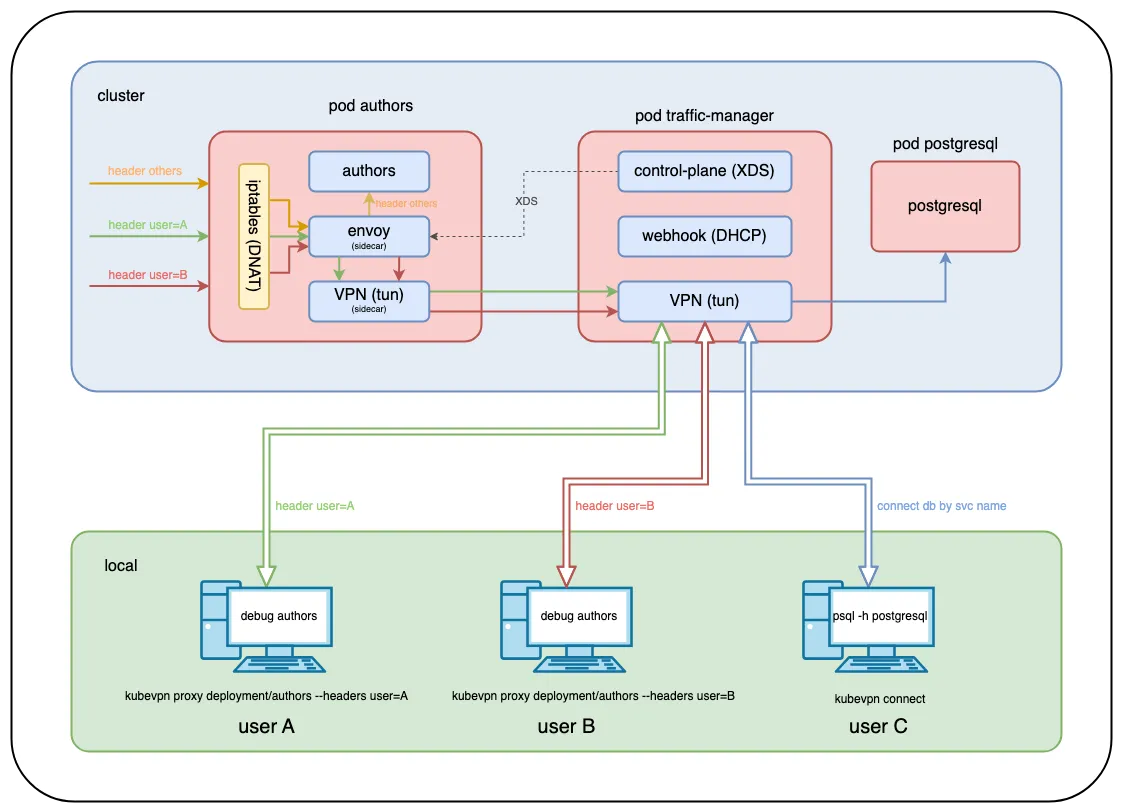 cluster
pod authors
pod traffic-manager
pod postgresql
header others
header user=A
header user=B
iptables (DNAT)
authors
header others
envoy
(sidecar)
VPN (tun)
(sidecar)
XDS
control-plane (XDS)
webhook (DHCP)
VPN (tun)
postgresql
header user=A
header user=B
connect db by svc name
local
debug authors
debug authors
psql -h postgresql
kubevpn proxy deployment/authors --headers user=A
kubevpn proxy deployment/authors --headers user=B
kubevpn connect
user A
user B
user C